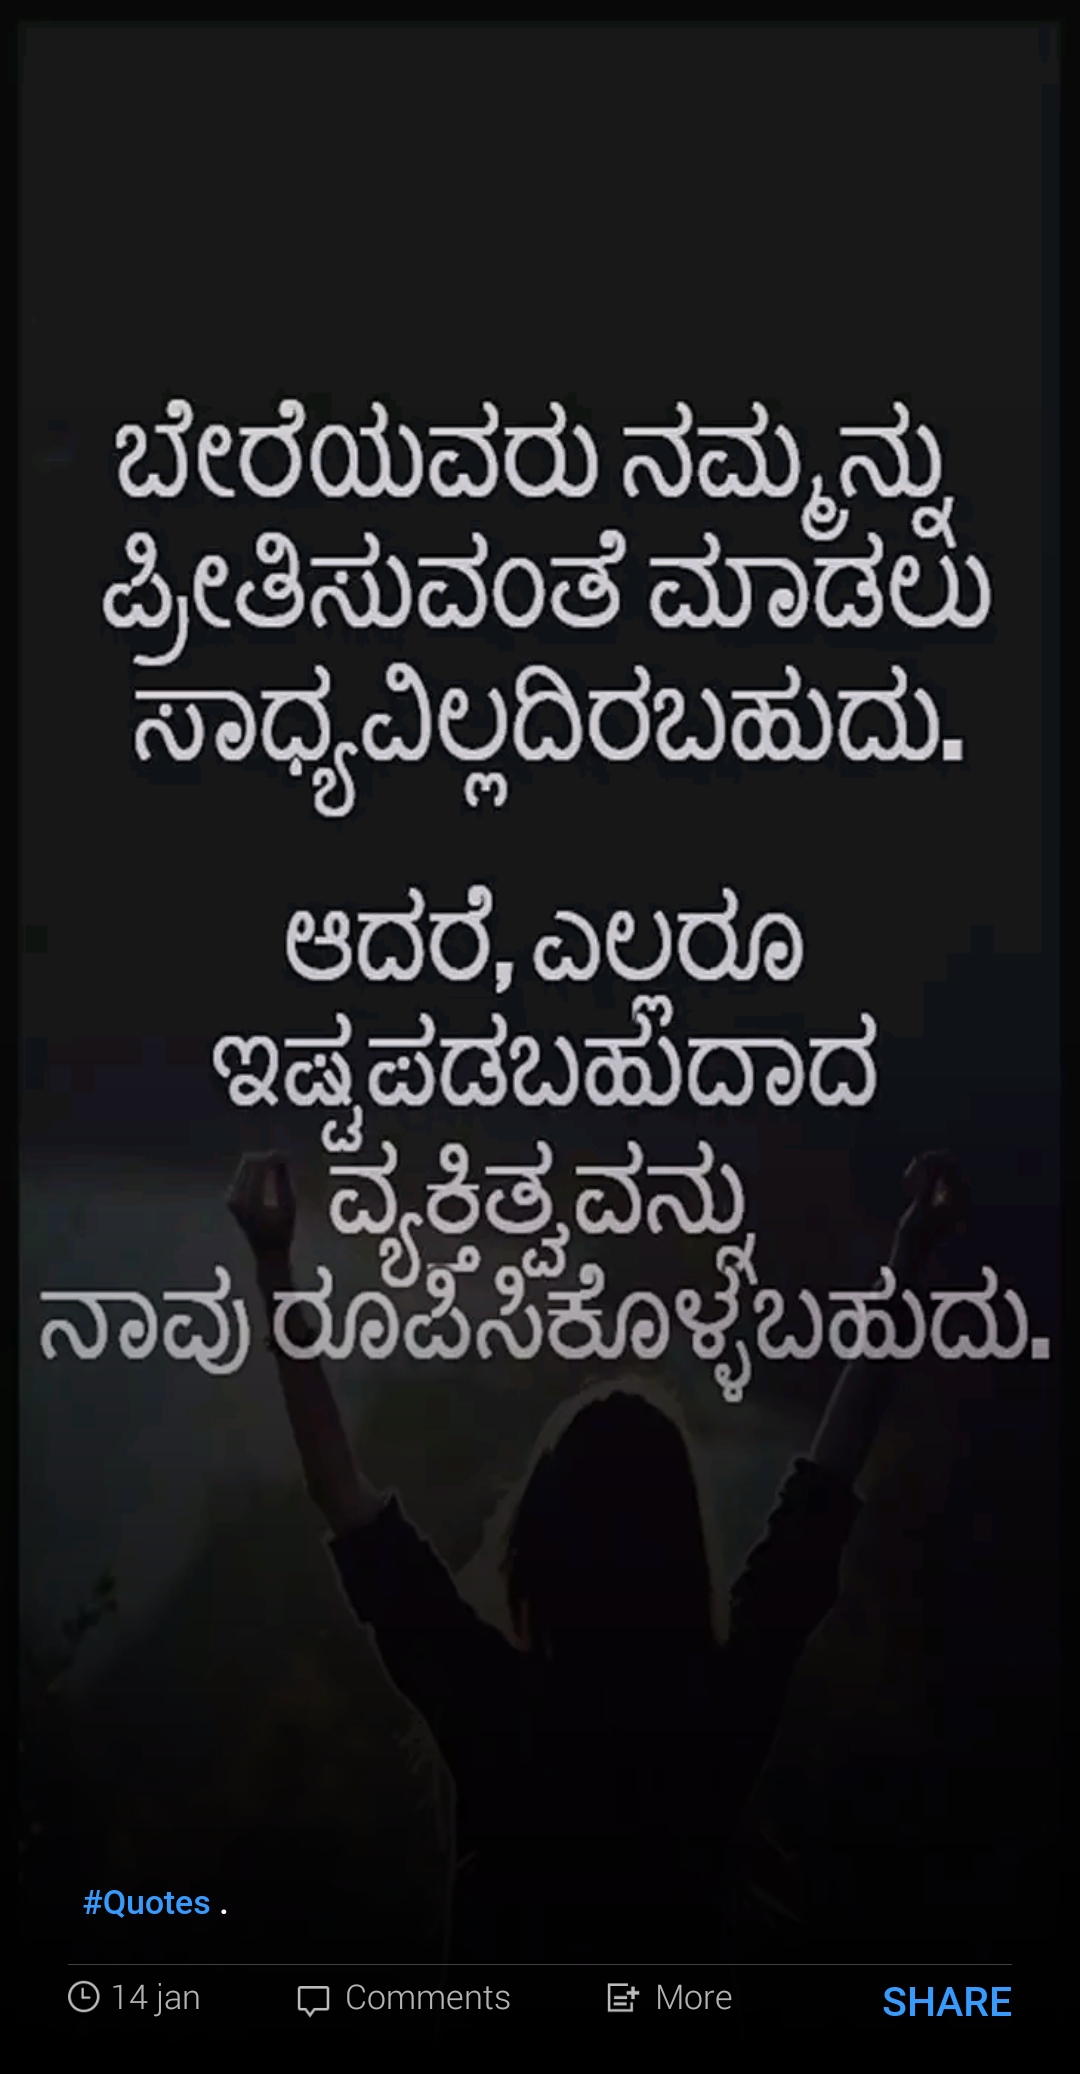 ಬೇರೆಯವರು ನಮ್ಮನ್ನು
ಪ್ರೀತಿಸುವಂತೆ ಮಾಡಲು
ಸಾಧ್ಯವಿಲ್ಲದಿರಬಹುದು.
ಆದರೆ, ಎಲ್ಲರೂ
ಇಷ್ಟಪಡಬಹುದಾದ
ವ್ಯಕ್ತಿತ್ವವನ್ನು
ನಾವು ರೂಪಿಸಿಕೊಳ್ಳಬಹುದು.
#Quotes .
14 jan Comments More SHARE